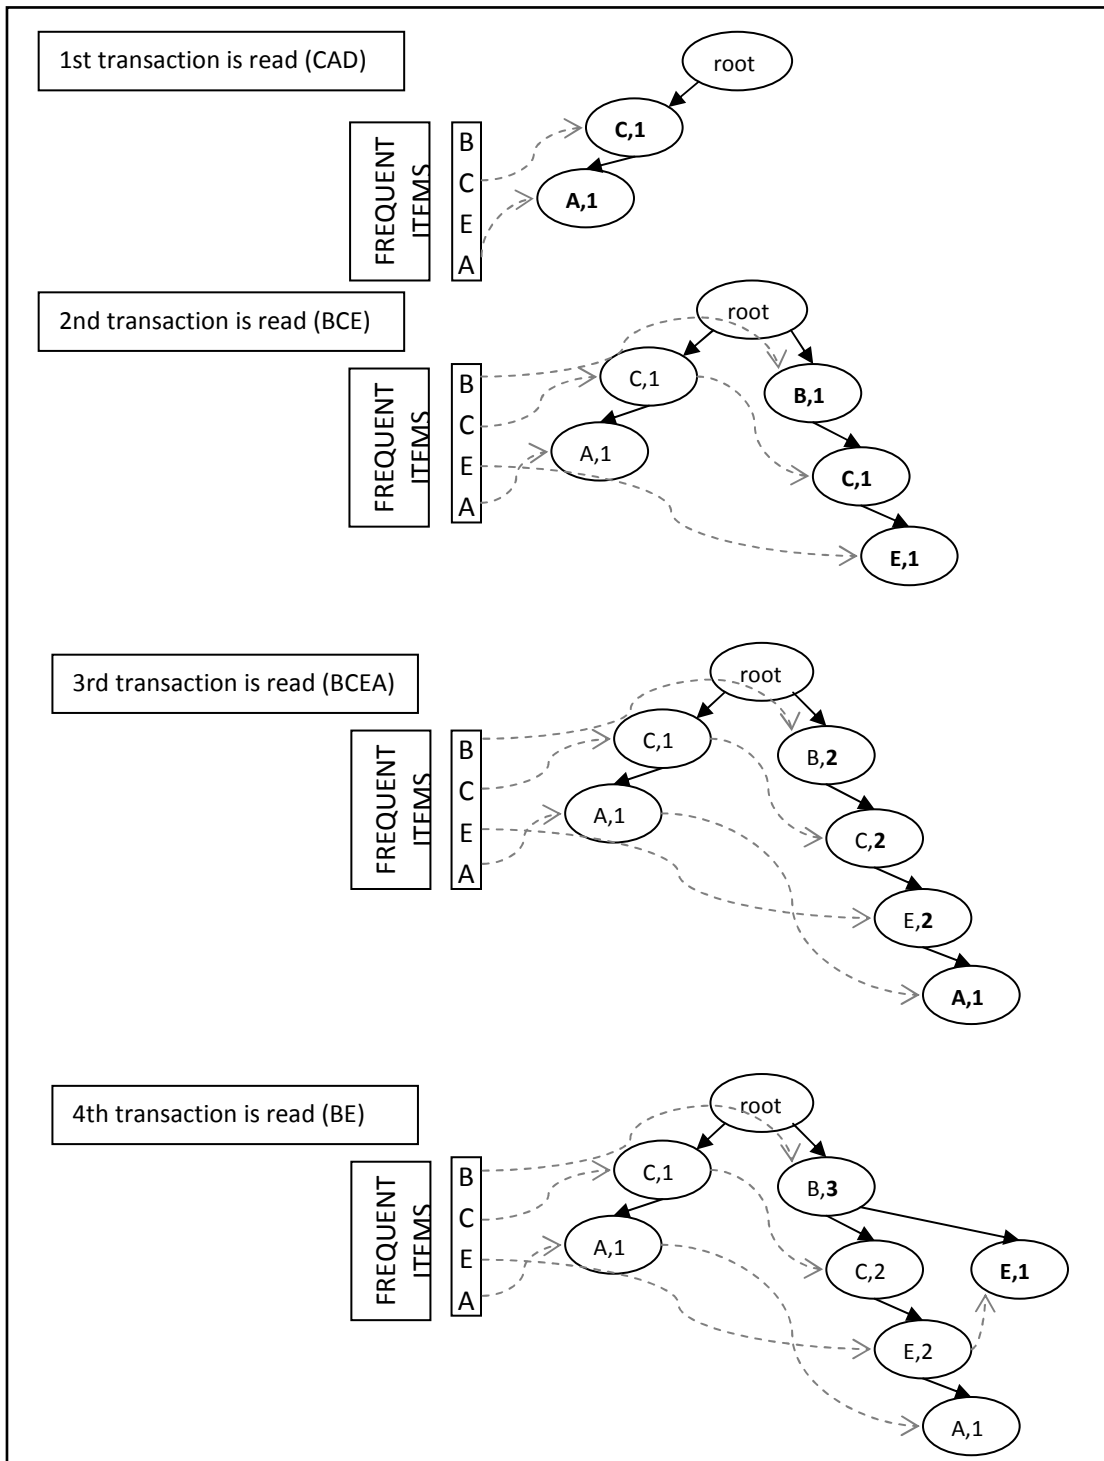 1st transaction is read (CAD)
root
C,1
A,1
FREQUENT
ITEMS
B
C
E
A
2nd transaction is read (BCE)
root
C,1
B,1
A,1
C,1
E,1
FREQUENT
ITEMS
B
C
E
A
3rd transaction is read (BCEA)
root
C,1
B,2
A,1
C,2
E,2
A,1
FREQUENT
ITEMS
B
C
E
A
4th transaction is read (BE)
root
C,1
B,3
A,1
C,2
E,1
E,2
A,1
FREQUENT
ITEMS
B
C
E
A